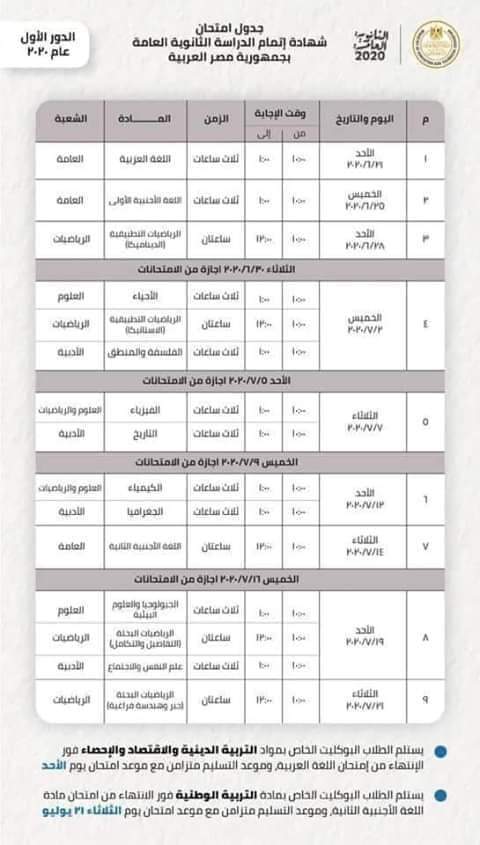 جدول امتحان
شهادة إتمام الدراسة الثانوية العامة
بجمهورية مصر العربية
الدور الأول
عام ٢٠٢٠
الثانوية
العامة
2020
م اليوم والتاريخ وقت الإجابة الزمن المـــــــادة الشعبة
من إلى
١ الأحد ٢٠٢٠/٦/٢١ ١٠:٠٠ ١:٠٠ ثلاث ساعات اللغة العربية العامة
٢ الخميس ٢٠٢٠/٦/٢٥ ١٠:٠٠ ١:٠٠ ثلاث ساعات اللغة الأجنبية الأولى العامة
٣ الأحد ٢٠٢٠/٦/٢٨ ١٠:٠٠ ١٢:٠٠ ساعتان الرياضيات التطبيقية (الديناميكا) الرياضيات
الثلاثاء ٢٠٢٠/٦/٣٠ اجازة من الامتحانات
٤ الخميس ٢٠٢٠/٧/٢ ١٠:٠٠ ١:٠٠ ثلاث ساعات الأحياء العلوم
١٠:٠٠ ١٢:٠٠ ساعتان الرياضيات التطبيقية (الاستاتيكا) الرياضيات
١٠:٠٠ ١:٠٠ ثلاث ساعات الفلسفة والمنطق الأدبية
الأحد ٢٠٢٠/٧/٥ اجازة من الامتحانات
٥ الثلاثاء ٢٠٢٠/٧/٧ ١٠:٠٠ ١:٠٠ ثلاث ساعات الفيزياء العلوم والرياضيات
١٠:٠٠ ١:٠٠ ثلاث ساعات التاريخ الأدبية
الخميس ٢٠٢٠/٧/٩ اجازة من الامتحانات
٦ الأحد ٢٠٢٠/٧/١٢ ١٠:٠٠ ١:٠٠ ثلاث ساعات الكيمياء العلوم والرياضيات
١٠:٠٠ ١:٠٠ ثلاث ساعات الجغرافيا الأدبية
٧ الثلاثاء ٢٠٢٠/٧/١٤ ١٠:٠٠ ١٢:٠٠ ساعتان اللغة الأجنبية الثانية العامة
الخميس ٢٠٢٠/٧/١٦ اجازة من الامتحانات
٨ الأحد ٢٠٢٠/٧/١٩ ١٠:٠٠ ١:٠٠ ثلاث ساعات الجيولوجيا والعلوم البيئية العلوم
١٠:٠٠ ١٢:٠٠ ساعتان الرياضيات البحتة (التفاضل والتكامل) الرياضيات
١٠:٠٠ ١:٠٠ ثلاث ساعات علم النفس والاجتماع الأدبية
٩ الثلاثاء ٢٠٢٠/٧/٢١ ١٠:٠٠ ١٢:٠٠ ساعتان الرياضيات البحتة (جبر وهندسة فراغية) الرياضيات
يستلم الطلاب البوكليت الخاص بمواد التربية الدينية والاقتصاد والإحصاء فور
الإنتهاء من إمتحان اللغة العربية، وموعد التسليم متزامن مع موعد امتحان يوم الأحد
يستلم الطلاب البوكليت الخاص بمادة التربية الوطنية فور الانتهاء من امتحان مادة
اللغة الأجنبية الثانية، وموعد التسليم متزامن مع موعد امتحان يوم الثلاثاء ٢١ يوليو